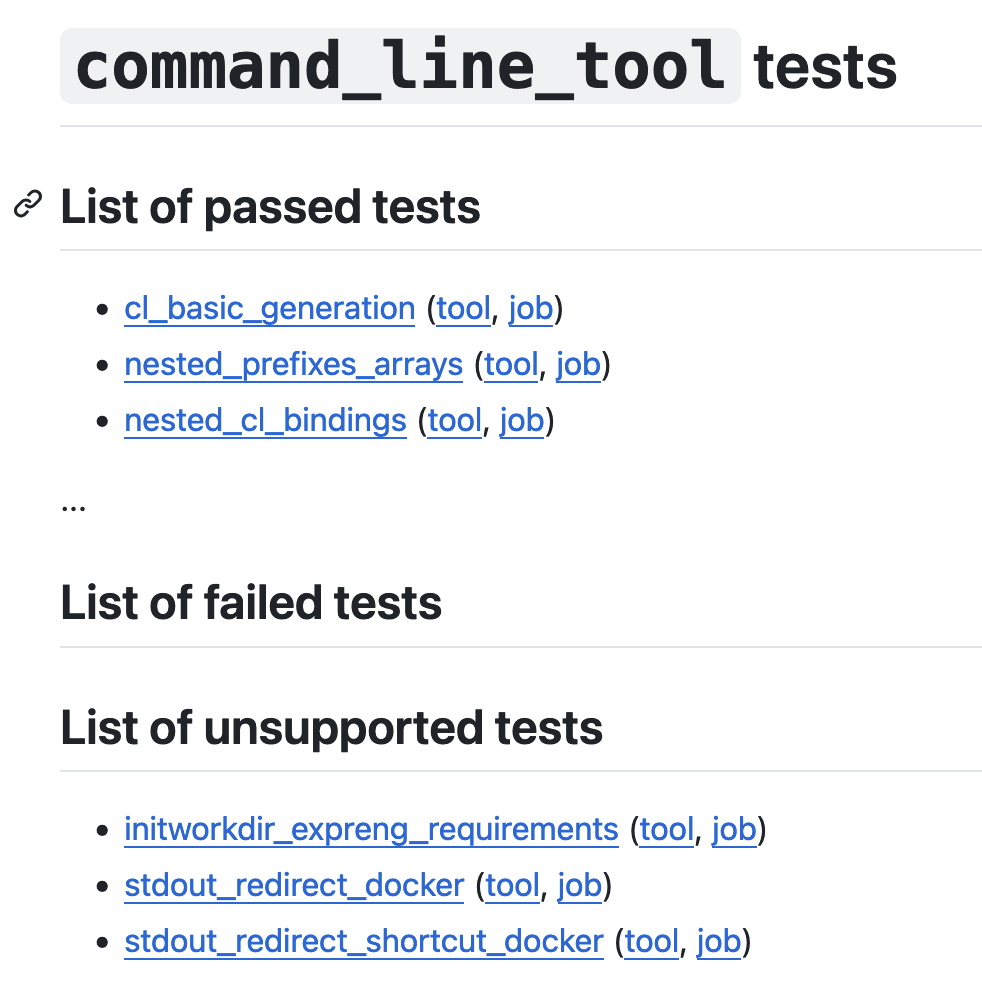 command_line_tool tests
List of passed tests
cl_basic_generation (tool, job)
nested_prefixes_arrays (tool, job)
nested_cl_bindings (tool, job)
...
List of failed tests
List of unsupported tests
initworkdir_expreng_requirements (tool, job)
stdout_redirect_docker (tool, job)
stdout_redirect_shortcut_docker (tool, job)